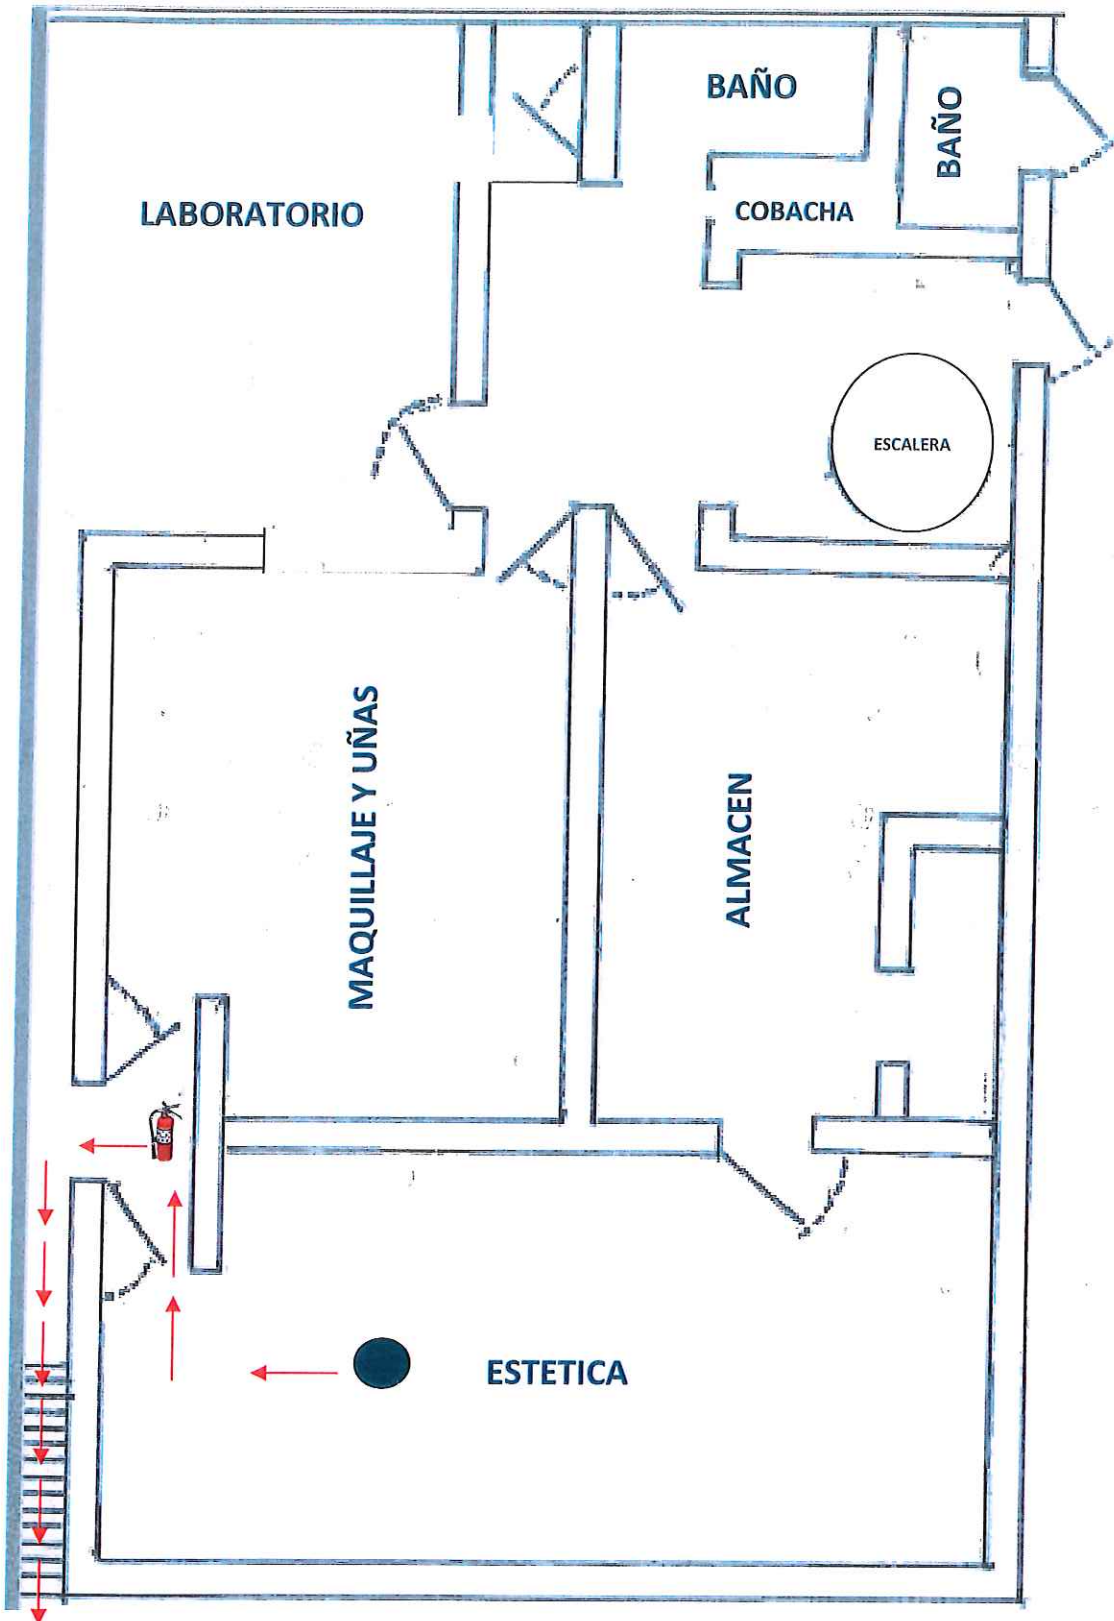 BAÑO
BAÑO
LABORATORIO
COBACHA
ESCALERA
MAQUILLAJE Y UÑAS
ALMACEN
ESTETICA